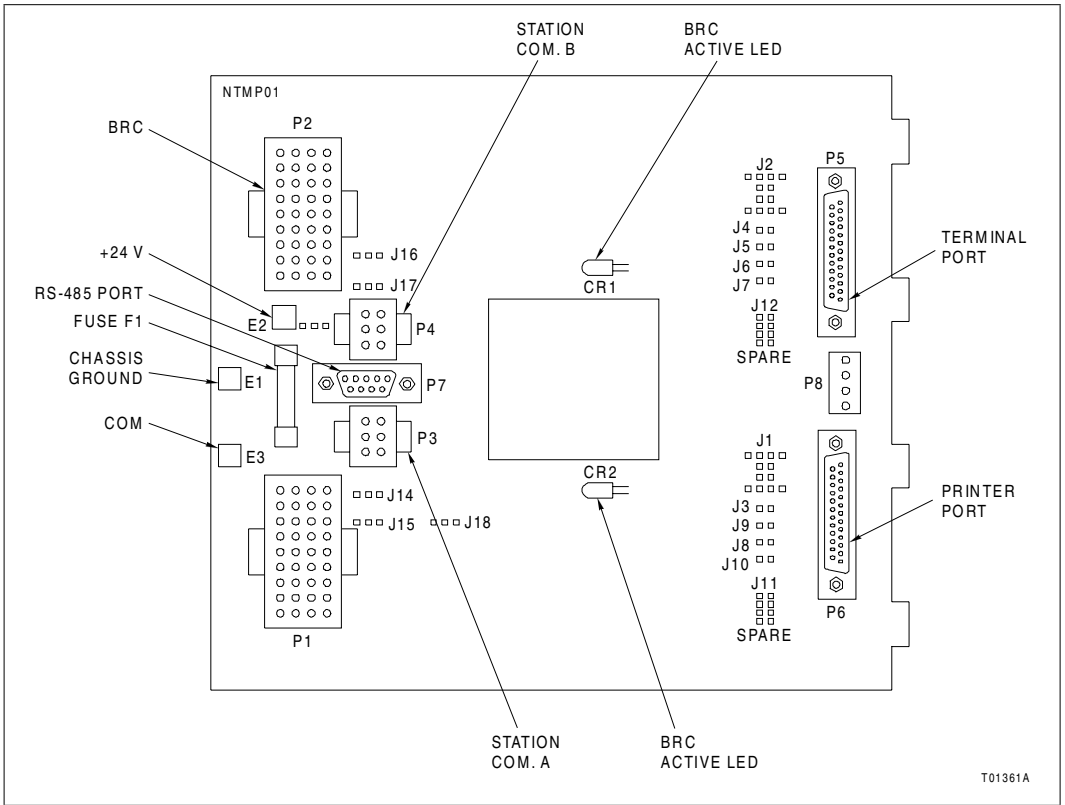 STATION
COM. B
BRC
ACTIVE LED
NTMP01
BRC
P2
J2
P5
J16
J4
J5
J6
J7
+24 V
J17
CR1
TERMINAL
PORT
RS-485 PORT
E2
P4
J12
FUSE F1
SPARE
CHASSIS
GROUND
E1
P7
P8
COM
E3
P3
J1
CR2
J14
J3
PRINTER
PORT
J15
J18
J9
J8
J10
J11
P1
SPARE
P6
STATION
COM. A
BRC
ACTIVE LED
T01361A